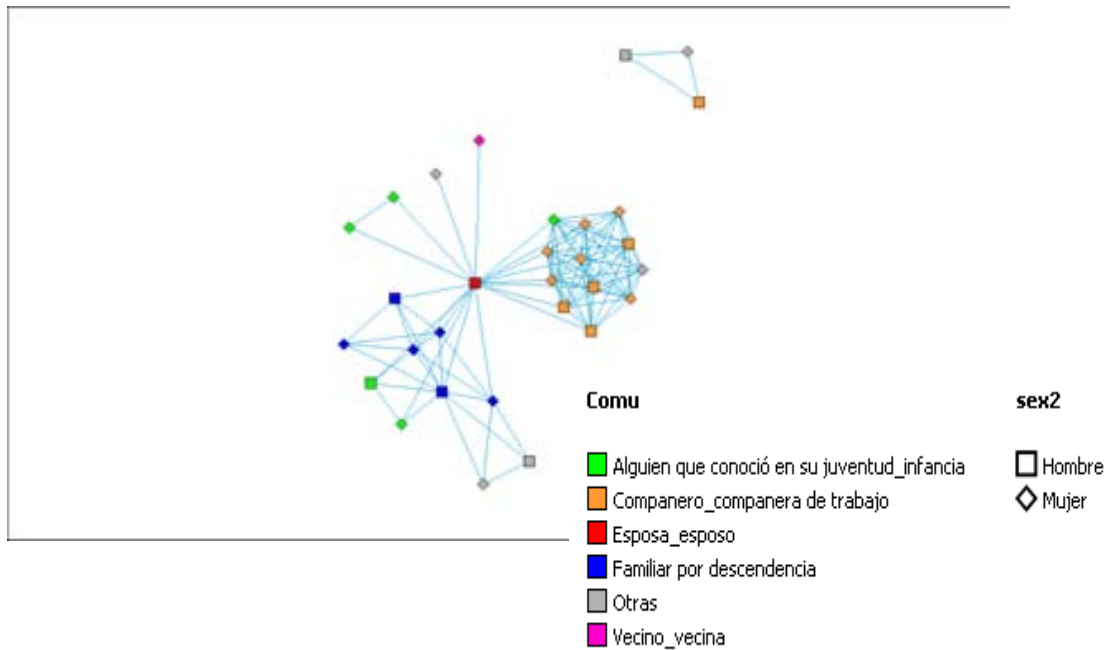 Comu
Alguien que conoció en su juventud_infancia
Companero_companera de trabajo
Esposa_esposo
Familiar por descendencia
Otras
Vecino_vecina
sex2
Hombre
Mujer